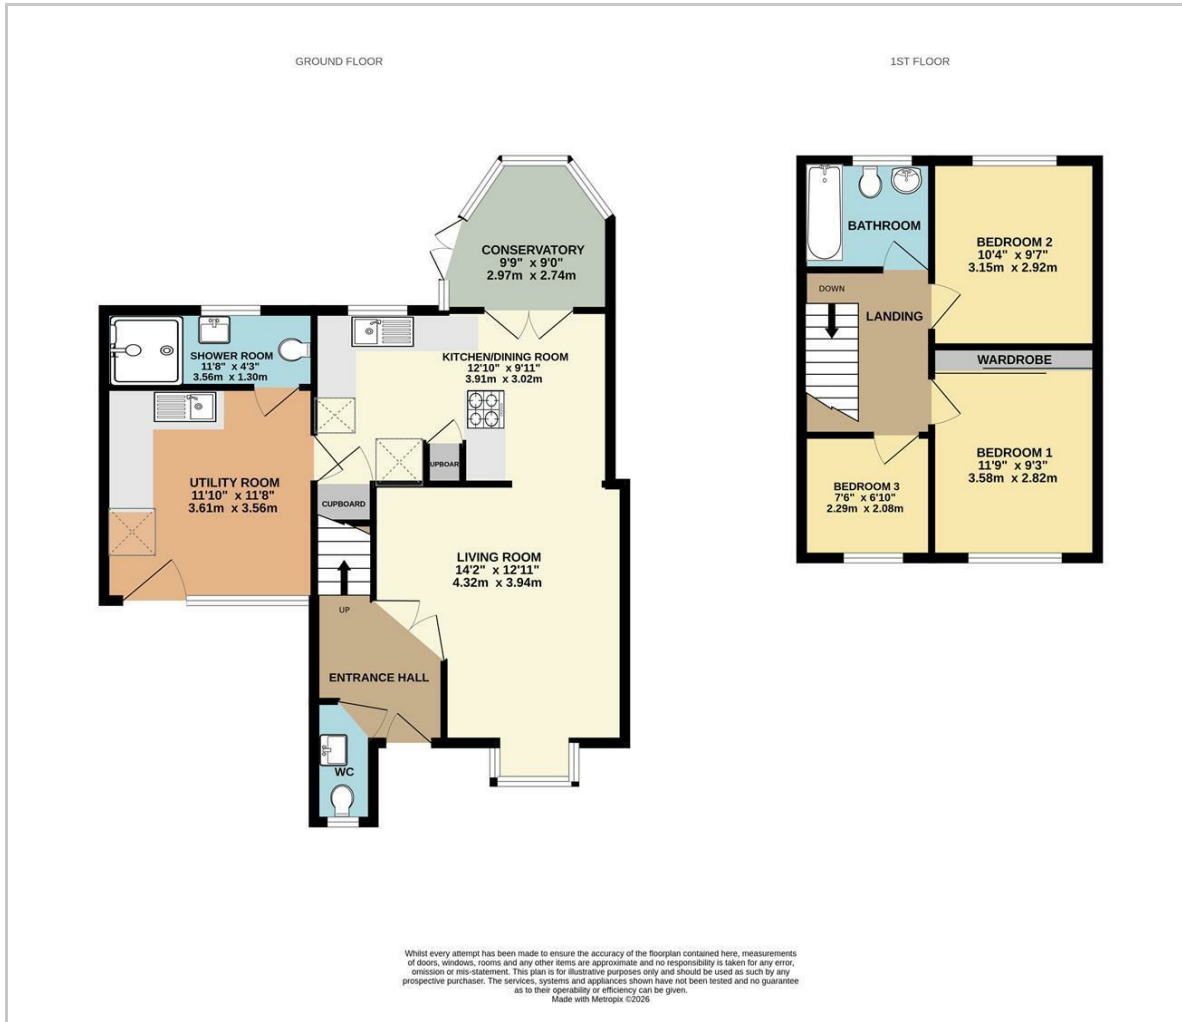 GROUND FLOOR
1ST FLOOR
CONSERVATORY
9'9" x 9'0"
2.97m x 2.74m
SHOWER ROOM
11'8" x 4'3"
3.56m x 1.30m
KITCHEN/DINING ROOM
12'10" x 9'11"
3.91m x 3.02m
UPBOAR
UTILITY ROOM
11'10" x 11'8"
3.61m x 3.56m
CUPBOARD
LIVING ROOM
14'2" x 12'11"
4.32m x 3.94m
UP
ENTRANCE HALL
WC
BATHROOM
BEDROOM 2
10'4" x 9'7"
3.15m x 2.92m
DOWN
LANDING
WARDROBE
BEDROOM 1
11'9" x 9'3"
3.58m x 2.82m
BEDROOM 3
7'6" x 6'10"
2.29m x 2.08m
Whilst every attempt has been made to ensure the accuracy of the floorplan contained here, measurements
of doors, windows, rooms and any other items are approximate and no responsibility is taken for any error,
omission or mis-statement. This plan is for illustrative purposes only and should be used as such by any
prospective purchaser. The services, systems and appliances shown have not been tested and no guarantee
as to their operability or efficiency can be given.
Made with Metropix ©2026